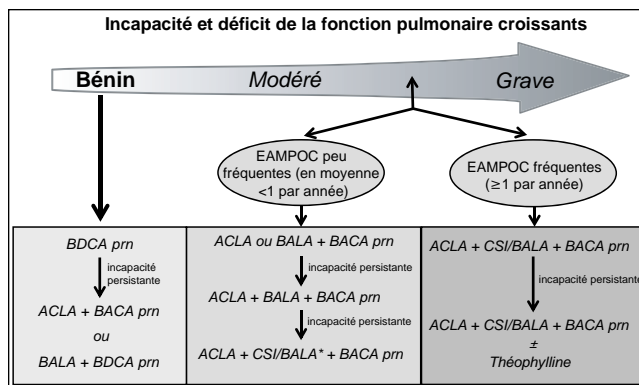 Incapacité et déficit de la fonction pulmonaire croissants
Bénin
Modéré
Grave
EAMPOC peu
fréquentes (en moyenne
<1 par année)
EAMPOC fréquentes
(≥1 par année)
BDCA prn
incapacité
persistante
ACLA + BACA prn
ou
BALA + BDCA prn
ACLA ou BALA + BACA prn
incapacité persistante
ACLA + BALA + BACA prn
incapacité persistante
ACLA + CSI/BALA* + BACA prn
ACLA + CSI/BALA + BACA prn
incapacité persistante
ACLA + CSI/BALA + BACA prn
±
Théophylline